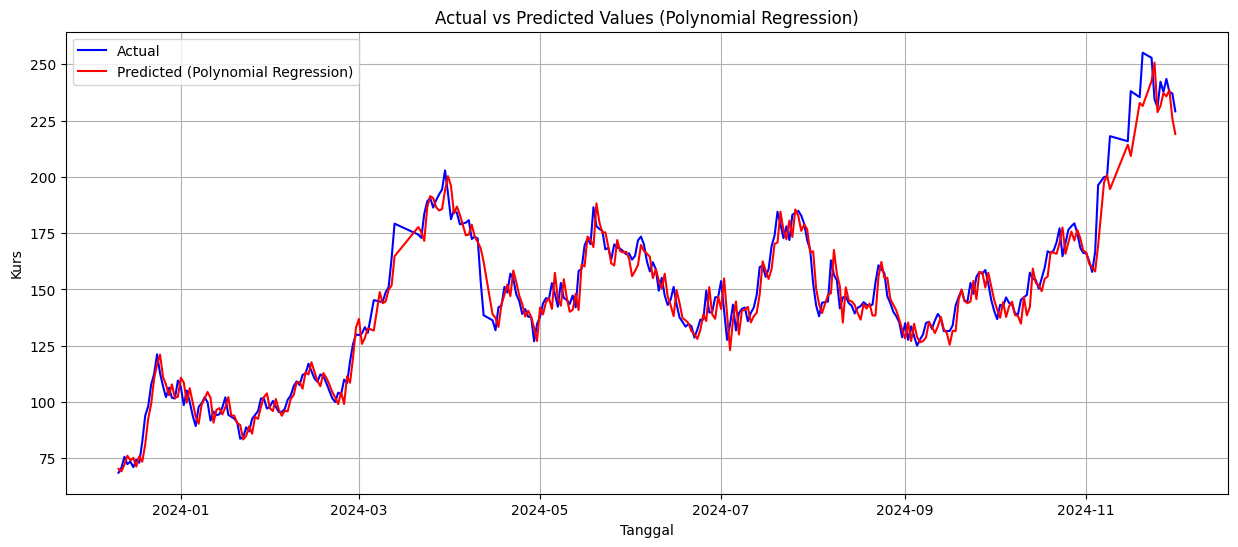 Actual vs Predicted Values (Polynomial Regression)
Actual
Predicted (Polynomial Regression)
250
225
200
175
150
125
100
75
Kurs
2024-01
2024-03
2024-05
2024-07
2024-09
2024-11
Tanggal